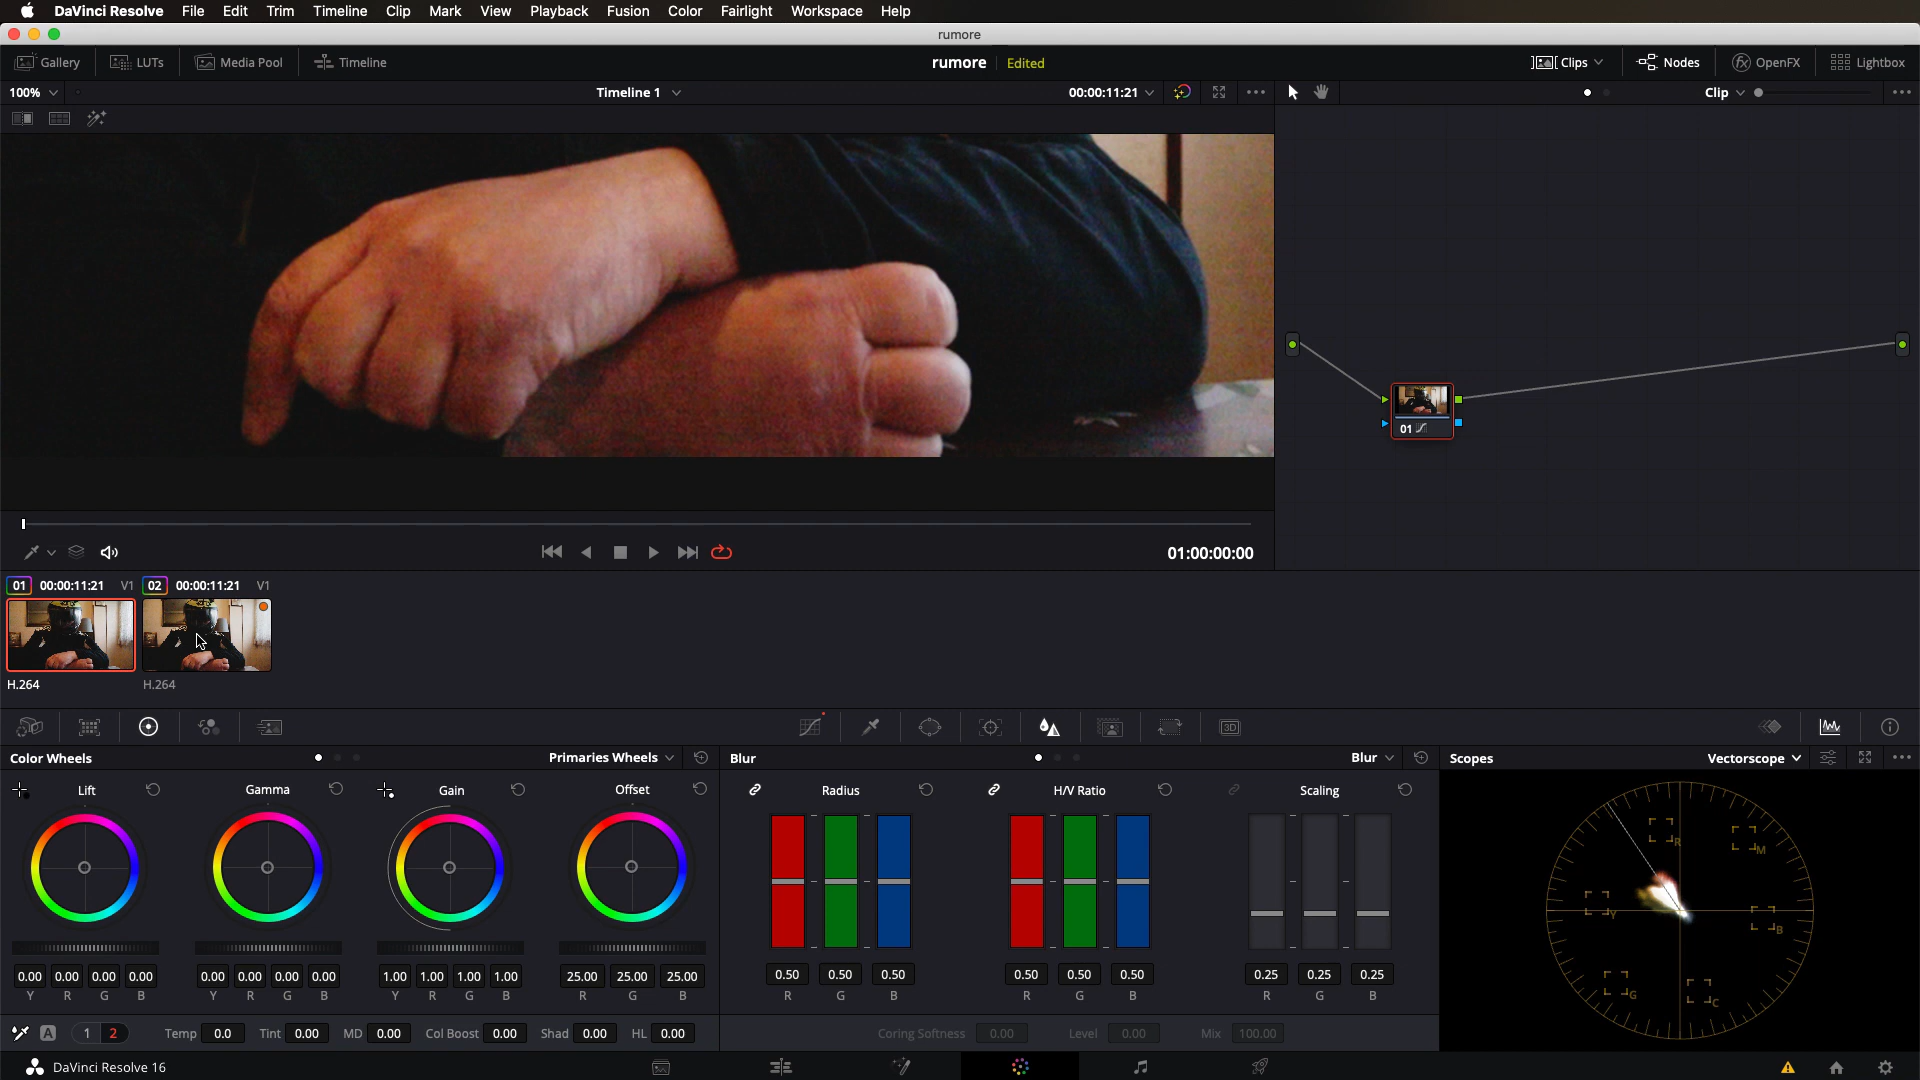 DaVinci Resolve File Edit Trim Timeline Clip Mark View Playback Fusion Color Fairlight Workspace Help
rumore
Gallery LUTs Media Pool Timeline rumore Edited Clips Nodes OpenFX Lightbox
100% Timeline 1 00:00:11:21 Clip
01
01:00:00:00
01 00:00:11:21 V1 02 00:00:11:21 V1
H.264 H.264
3D
Color Wheels Primaries Wheels Blur Blur Scopes Vectorscope
Lift Gamma Gain Offset Radius H/V Ratio Scaling
R M
Y B
G C
0.00 0.00 0.00 0.00 0.00 0.00 0.00 0.00 1.00 1.00 1.00 1.00 25.00 25.00 25.00 0.50 0.50 0.50 0.50 0.50 0.50 0.25 0.25 0.25
Y R G B Y R G B Y R G B R G B R G B R G B R G B
A 1 2 Temp 0.0 Tint 0.00 MD 0.00 Col Boost 0.00 Shad 0.00 HL 0.00 Coring Softness 0.00 Level 0.00 Mix 100.00
DaVinci Resolve 16